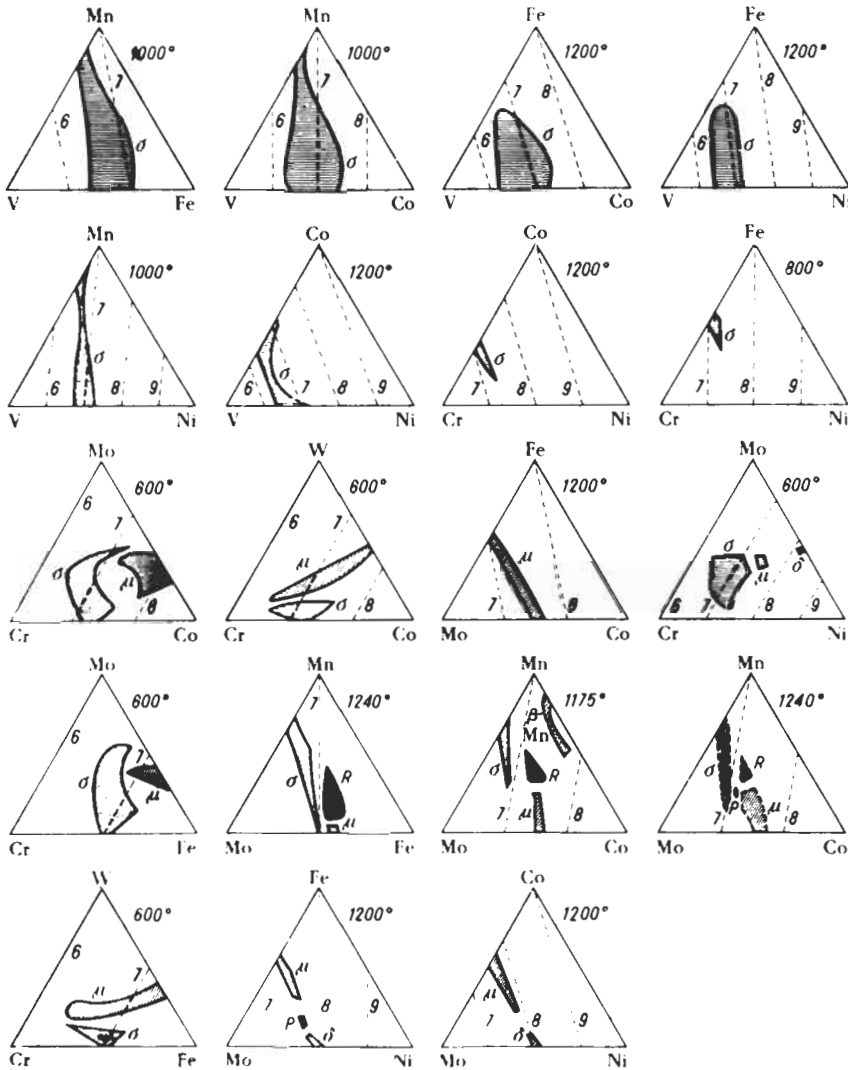 Mn Mn Fe Fe
1000° 1000° 1200° 1200°
7 7 7 8 7 8
6 σ 6 8 σ 6 σ 6 σ 9
V Fe V Co V Co V Ni
Mn Co Co Fe
1000° 1200° 1200° 800°
7 σ σ σ σ
6 8 9 6 7 8 9 7 8 9 7 8 9
V Ni V Ni Cr Ni Cr Ni
Mo W Fe Mo
600° 600° 1200° 600°
6 7 6 7 μ σ
σ μ 8 μ σ 8 7 μ δ
6 7 8 9
Cr Co Cr Co Mo Co Cr Ni
Mo Mn Mn Mn
600° 1240° 1175° 1240°
6 7 7 β Mn
σ μ σ R μ σ R σ R
7 μ 8 7 P 8
Cr Fe Mo Fe Mo Co Mo Co
W Fe Co
600° 1200° 1200°
6 7 μ μ
μ σ 7 8 9 7 8 9
P δ δ
Cr Fe Mo Ni Mo Ni